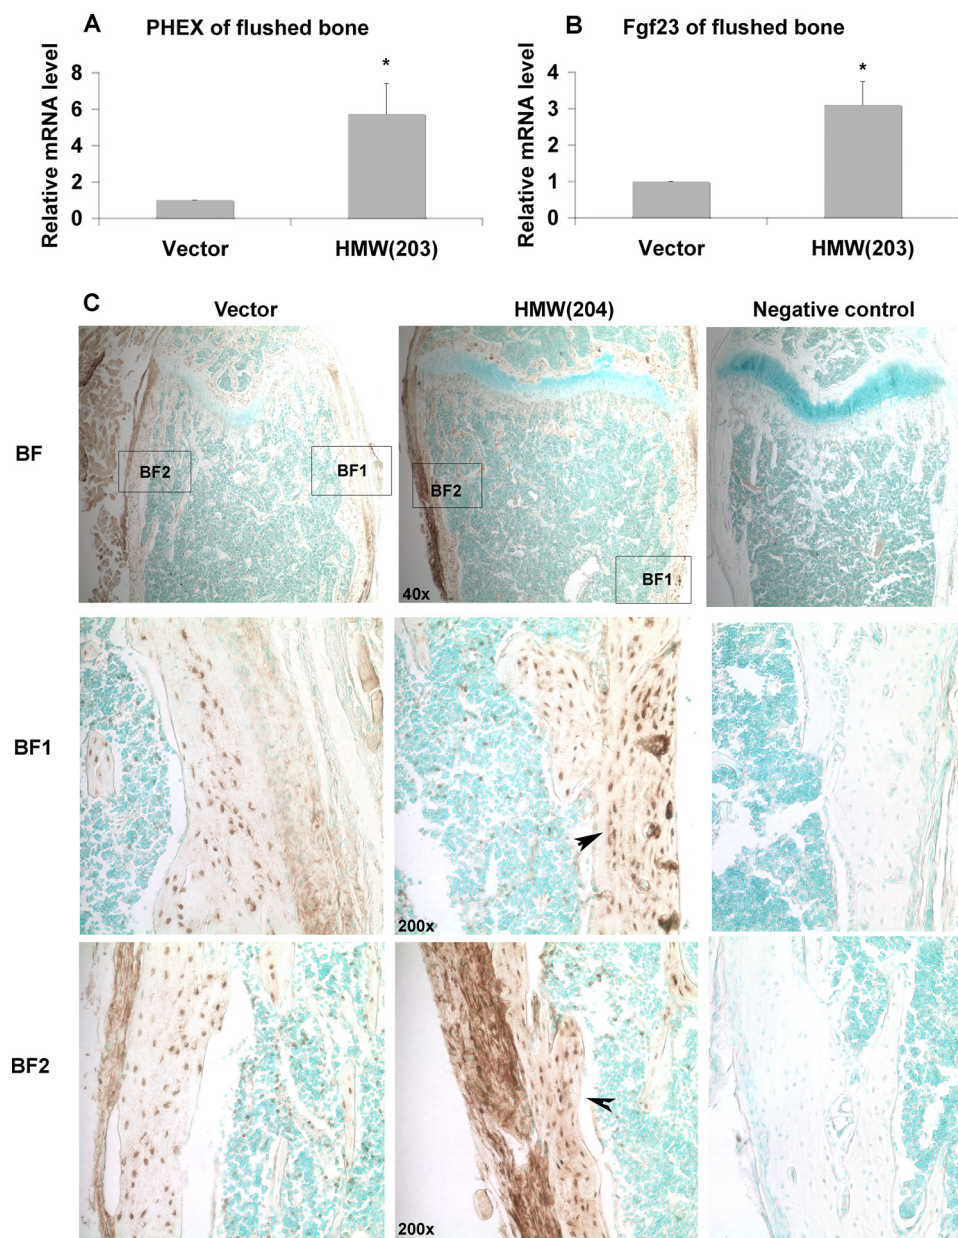 A
PHEX of flushed bone
Relative mRNA level
8
6
4
2
0
*
Vector
HMW(203)
B
Fgf23 of flushed bone
Relative mRNA level
4
3
2
1
0
*
Vector
HMW(203)
C
Vector
HMW(204)
Negative control
BF
BF2
BF1
BF2
BF1
40x
BF1
200x
BF2
200x